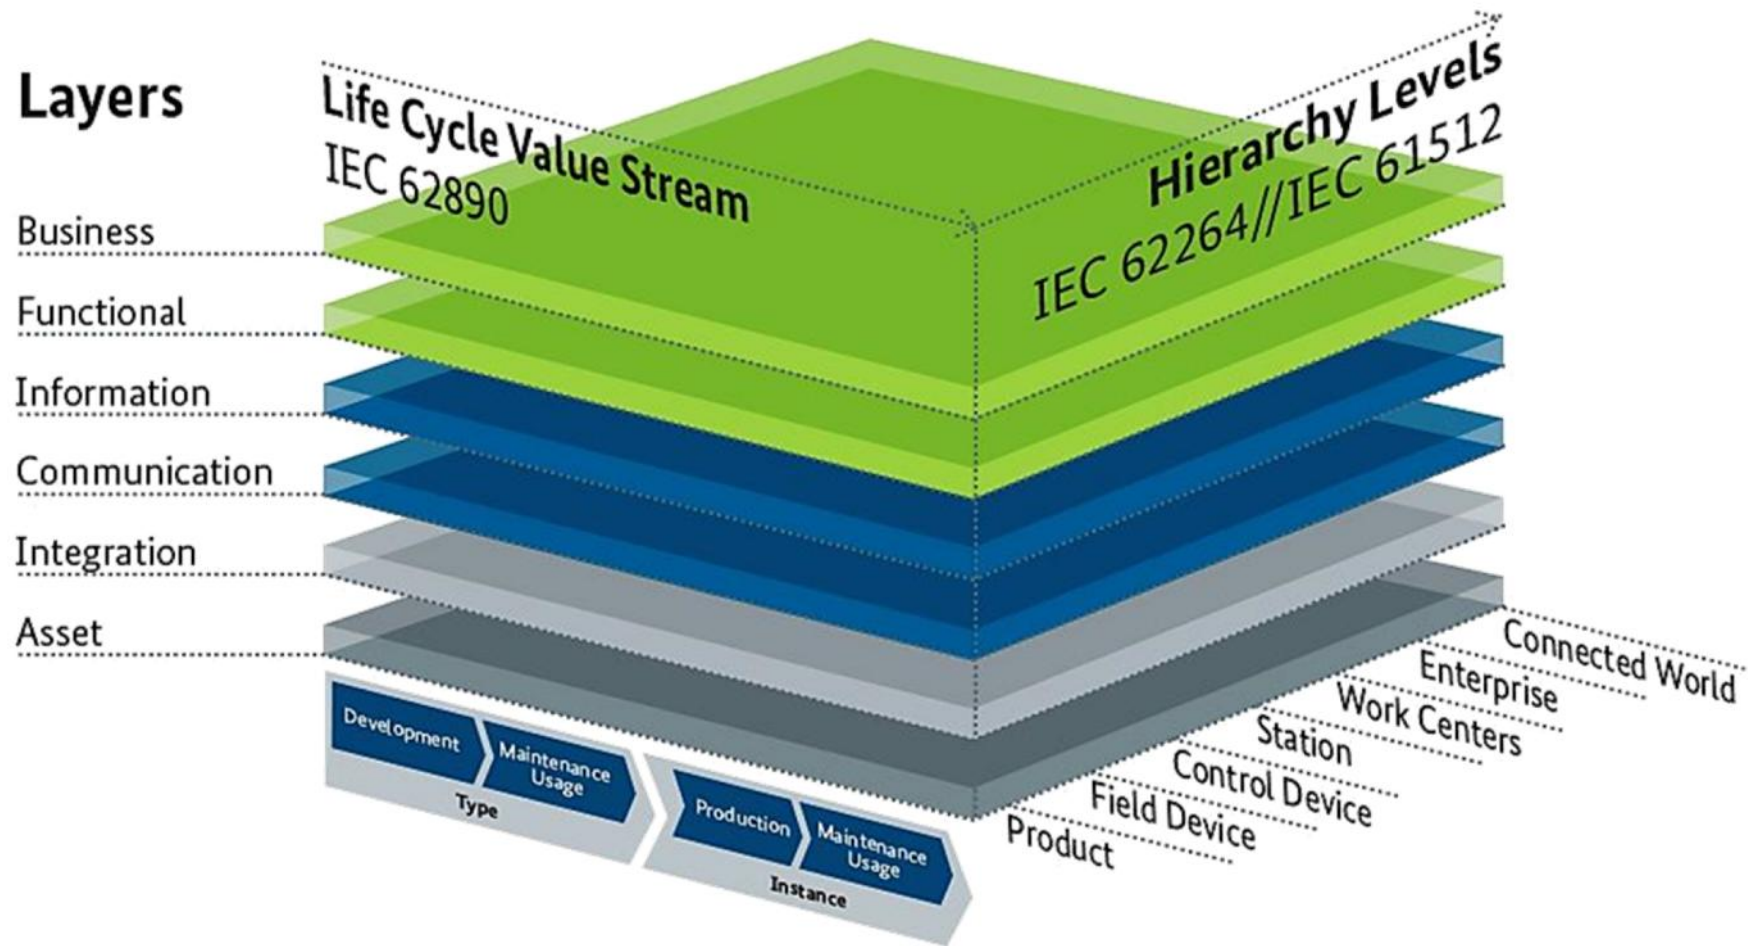 Layers
Life Cycle Value Stream
IEC 62890
Hierarchy Levels
IEC 62264//IEC 61512
Business
Functional
Information
Communication
Integration
Asset
Development
Maintenance
Usage
Type
Production
Maintenance
Usage
Instance
Connected World
Enterprise
Work Centers
Station
Control Device
Field Device
Product